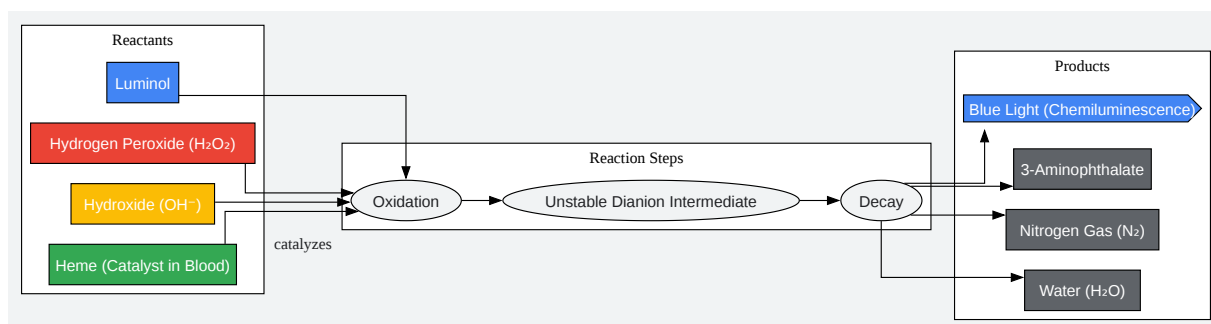 Reactants
Luminol
Hydrogen Peroxide (H₂O₂)
Hydroxide (OH⁻)
Heme (Catalyst in Blood)
catalyzes
Reaction Steps
Oxidation
Unstable Dianion Intermediate
Decay
Products
Blue Light (Chemiluminescence)
3-Aminophthalate
Nitrogen Gas (N₂)
Water (H₂O)